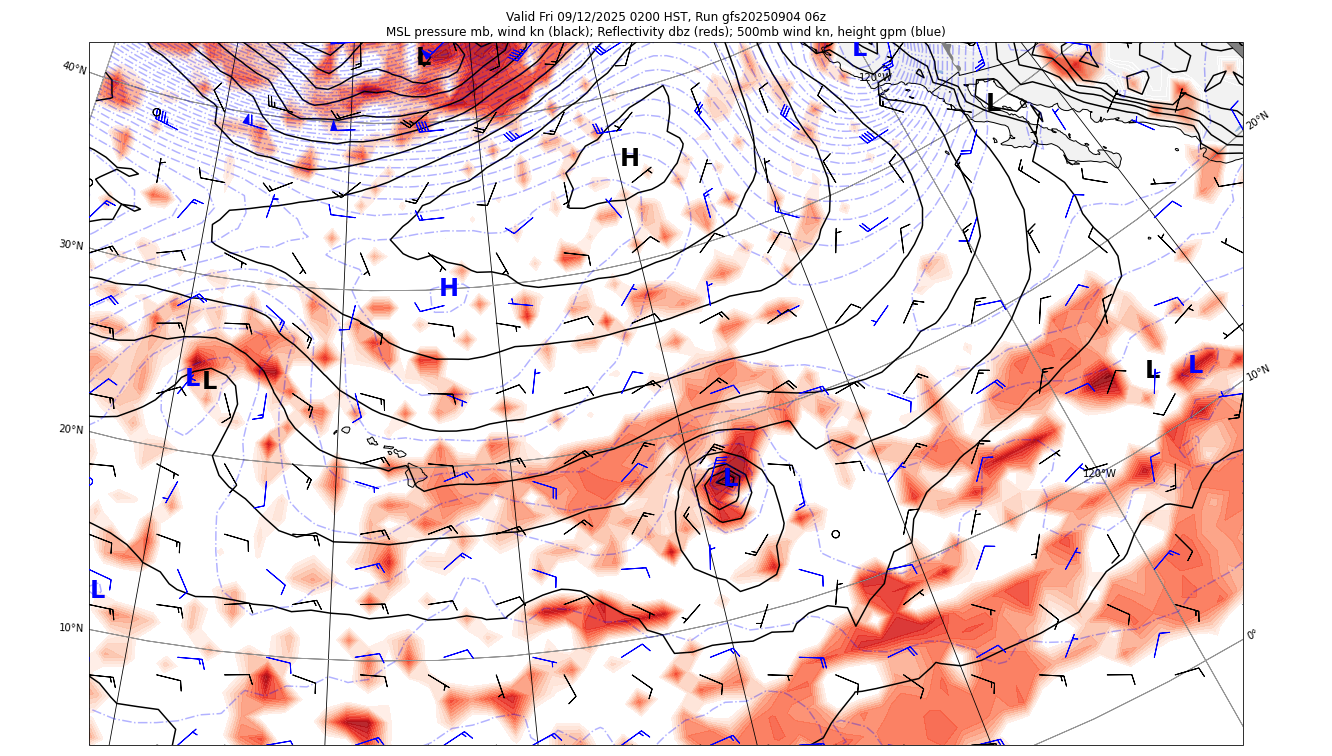 Valid Fri 09/12/2025 0200 HST, Run gfs20250904 06z
MSL pressure mb, wind kn (black); Reflectivity dbz (reds); 500mb wind kn, height gpm (blue)
L
L
40°N
120°W
L
20°N
H
30°N
H
L
L
L
L
10°N
20°N
120°W
L
L
10°N
0°